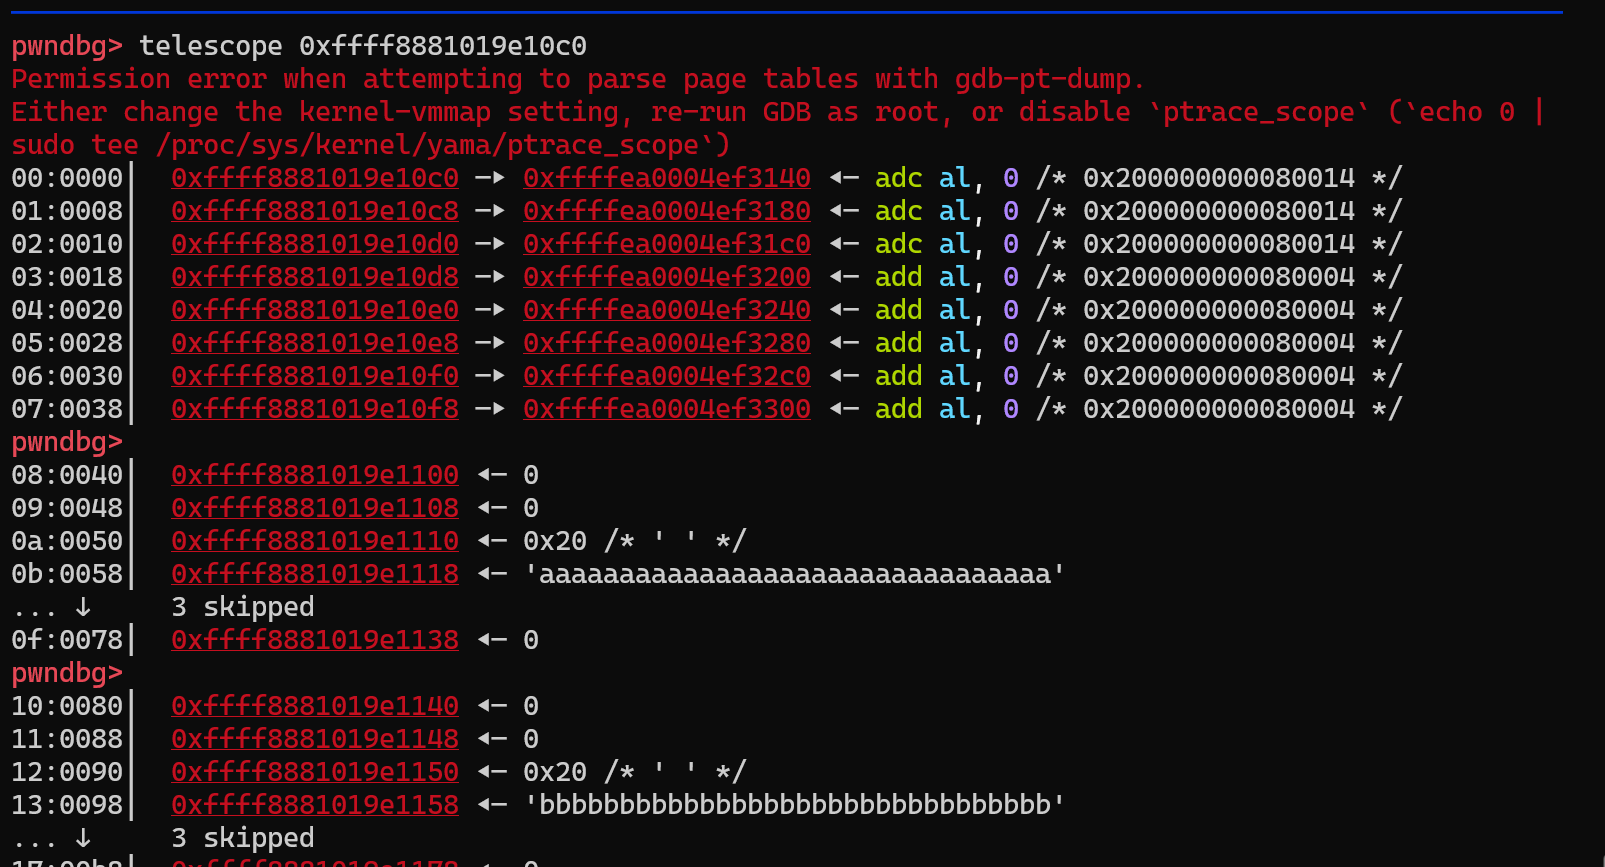 pwndbg> telescope 0xffff8881019e10c0
Permission error when attempting to parse page tables with gdb-pt-dump.
Either change the kernel-vmmap setting, re-run GDB as root, or disable `ptrace_scope` (`echo 0 |
sudo tee /proc/sys/kernel/yama/ptrace_scope`)
00:0000│  0xffff8881019e10c0 —▸ 0xffffea0004ef3140 ◂— adc al, 0 /* 0x200000000080014 */
01:0008│  0xffff8881019e10c8 —▸ 0xffffea0004ef3180 ◂— adc al, 0 /* 0x200000000080014 */
02:0010│  0xffff8881019e10d0 —▸ 0xffffea0004ef31c0 ◂— adc al, 0 /* 0x200000000080014 */
03:0018│  0xffff8881019e10d8 —▸ 0xffffea0004ef3200 ◂— add al, 0 /* 0x200000000080004 */
04:0020│  0xffff8881019e10e0 —▸ 0xffffea0004ef3240 ◂— add al, 0 /* 0x200000000080004 */
05:0028│  0xffff8881019e10e8 —▸ 0xffffea0004ef3280 ◂— add al, 0 /* 0x200000000080004 */
06:0030│  0xffff8881019e10f0 —▸ 0xffffea0004ef32c0 ◂— add al, 0 /* 0x200000000080004 */
07:0038│  0xffff8881019e10f8 —▸ 0xffffea0004ef3300 ◂— add al, 0 /* 0x200000000080004 */
pwndbg>
08:0040│  0xffff8881019e1100 ◂— 0
09:0048│  0xffff8881019e1108 ◂— 0
0a:0050│  0xffff8881019e1110 ◂— 0x20 /* ' ' */
0b:0058│  0xffff8881019e1118 ◂— 'aaaaaaaaaaaaaaaaaaaaaaaaaaaaaaaa'
... ↓     3 skipped
0f:0078│  0xffff8881019e1138 ◂— 0
pwndbg>
10:0080│  0xffff8881019e1140 ◂— 0
11:0088│  0xffff8881019e1148 ◂— 0
12:0090│  0xffff8881019e1150 ◂— 0x20 /* ' ' */
13:0098│  0xffff8881019e1158 ◂— 'bbbbbbbbbbbbbbbbbbbbbbbbbbbbbbbb'
... ↓     3 skipped
17:00b8│  0xffff8881019e1178 ◂— 0